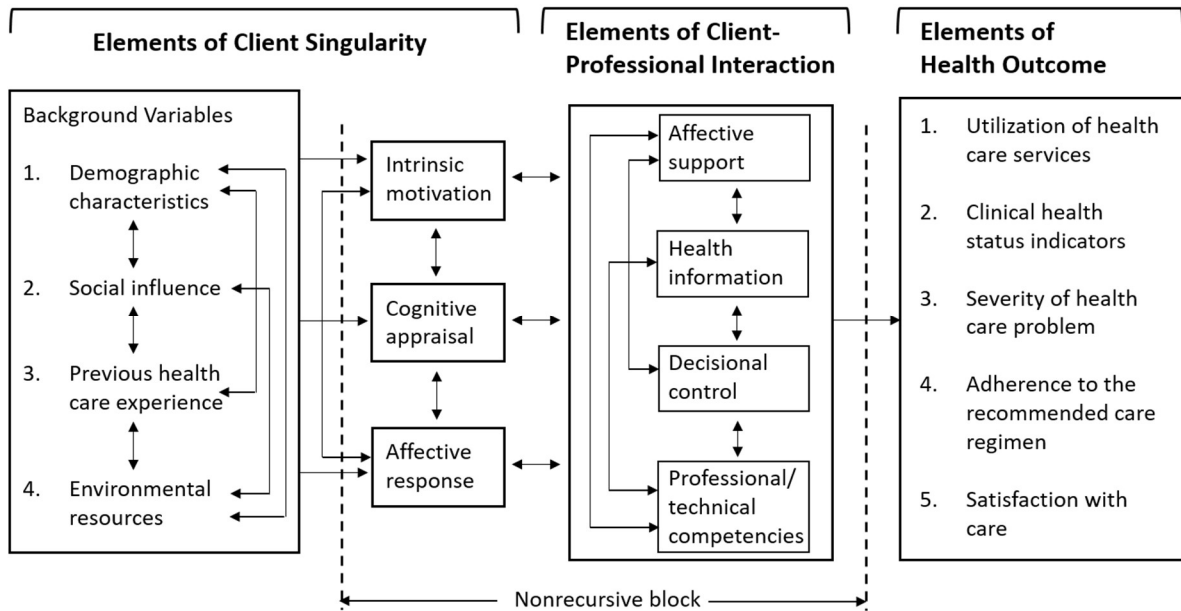 Elements of Client Singularity
Elements of Client-
Professional Interaction
Elements of
Health Outcome
Background Variables
1. Demographic
characteristics
2. Social influence
3. Previous health
care experience
4. Environmental
resources
Intrinsic
motivation
Cognitive
appraisal
Affective
response
Affective
support
Health
information
Decisional
control
Professional/
technical
competencies
1. Utilization of health
care services
2. Clinical health
status indicators
3. Severity of health
care problem
4. Adherence to the
recommended care
regimen
5. Satisfaction with
care
Nonrecursive block